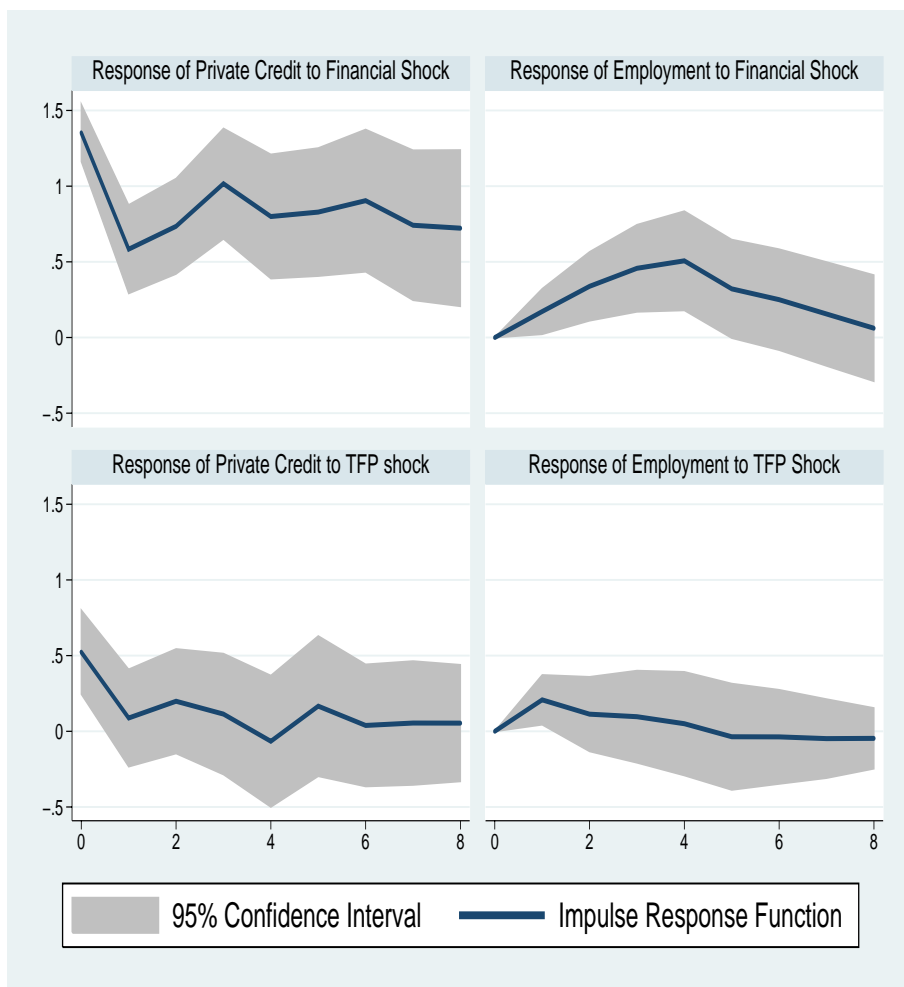 Response of Private Credit to Financial Shock
Response of Employment to Financial Shock
1.5
1
.5
0
−.5
Response of Private Credit to TFP shock
Response of Employment to TFP Shock
1.5
1
.5
0
−.5
0 2 4 6 8
0 2 4 6 8
95% Confidence Interval Impulse Response Function